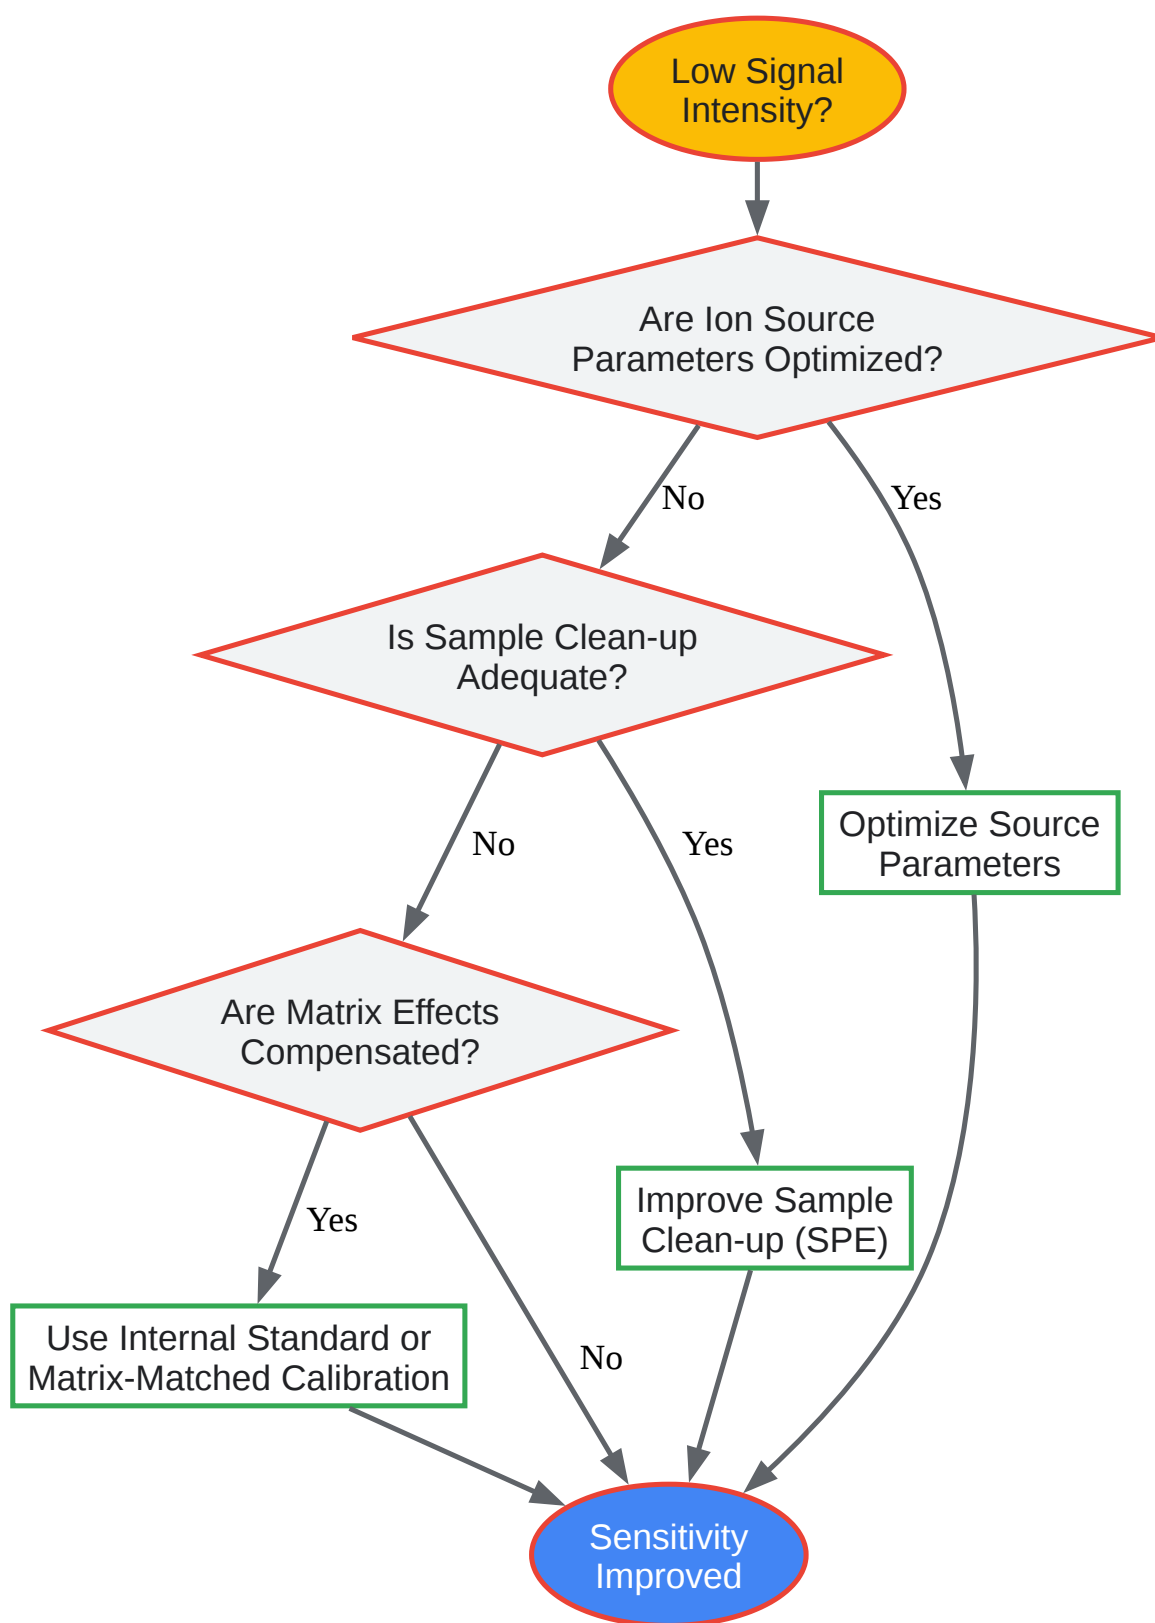 Low Signal
Intensity?
Are Ion Source
Parameters Optimized?
No
Yes
Is Sample Clean-up
Adequate?
No
Yes
Optimize Source
Parameters
Are Matrix Effects
Compensated?
Yes
No
Improve Sample
Clean-up (SPE)
Use Internal Standard or
Matrix-Matched Calibration
Sensitivity
Improved